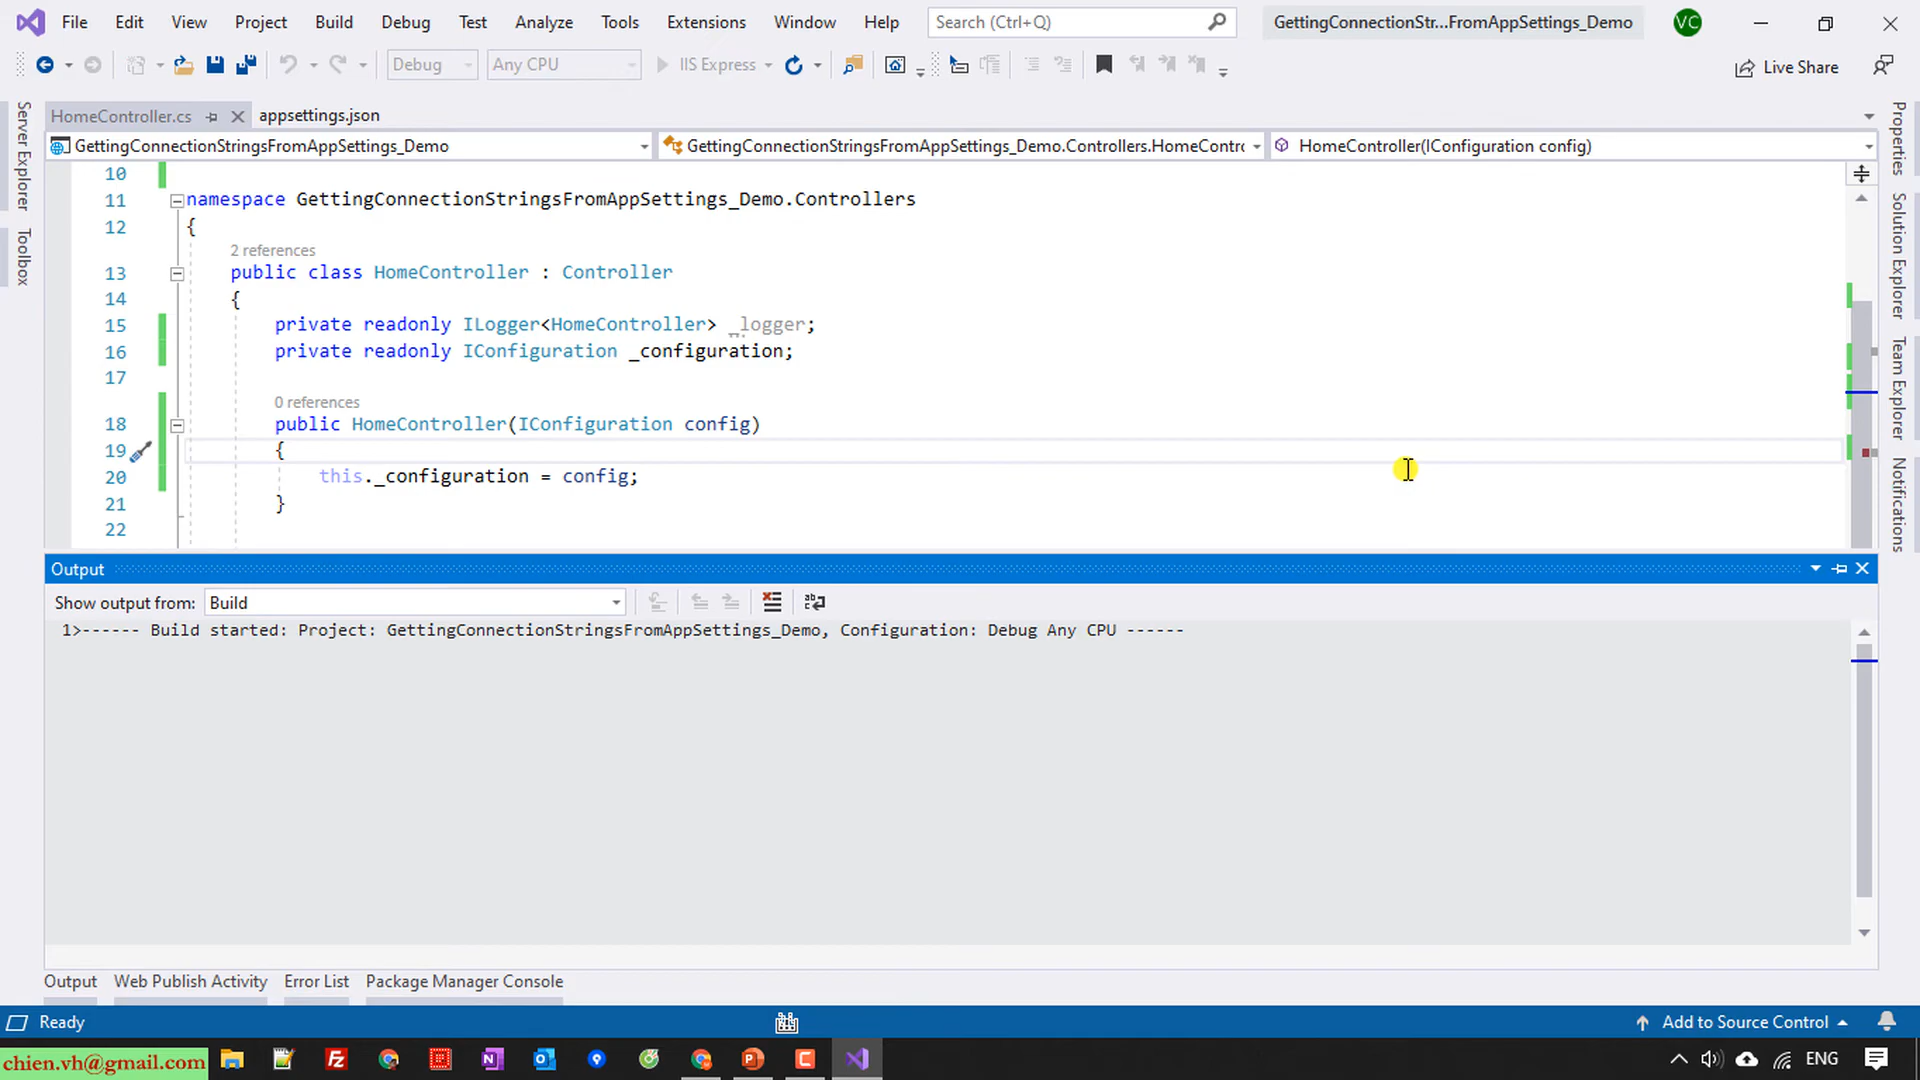 File Edit View Project Build Debug Test Analyze Tools Extensions Window Help Search (Ctrl+Q) GettingConnectionStr...FromAppSettings_Demo VC
Debug Any CPU IIS Express Live Share
HomeController.cs appsettings.json
GettingConnectionStringsFromAppSettings_Demo GettingConnectionStringsFromAppSettings_Demo.Controllers.HomeContro HomeController(IConfiguration config)
Server Explorer
Toolbox
Properties
Solution Explorer
Team Explorer
Notifications
10
11 namespace GettingConnectionStringsFromAppSettings_Demo.Controllers
12 {
2 references
13 public class HomeController : Controller
14 {
15 private readonly ILogger<HomeController> _logger;
16 private readonly IConfiguration _configuration;
17
0 references
18 public HomeController(IConfiguration config)
19 {
20 this._configuration = config;
21 }
22
Output
Show output from: Build
1>------ Build started: Project: GettingConnectionStringsFromAppSettings_Demo, Configuration: Debug Any CPU ------
Output Web Publish Activity Error List Package Manager Console
Ready Add to Source Control
chien.vh@gmail.com ENG